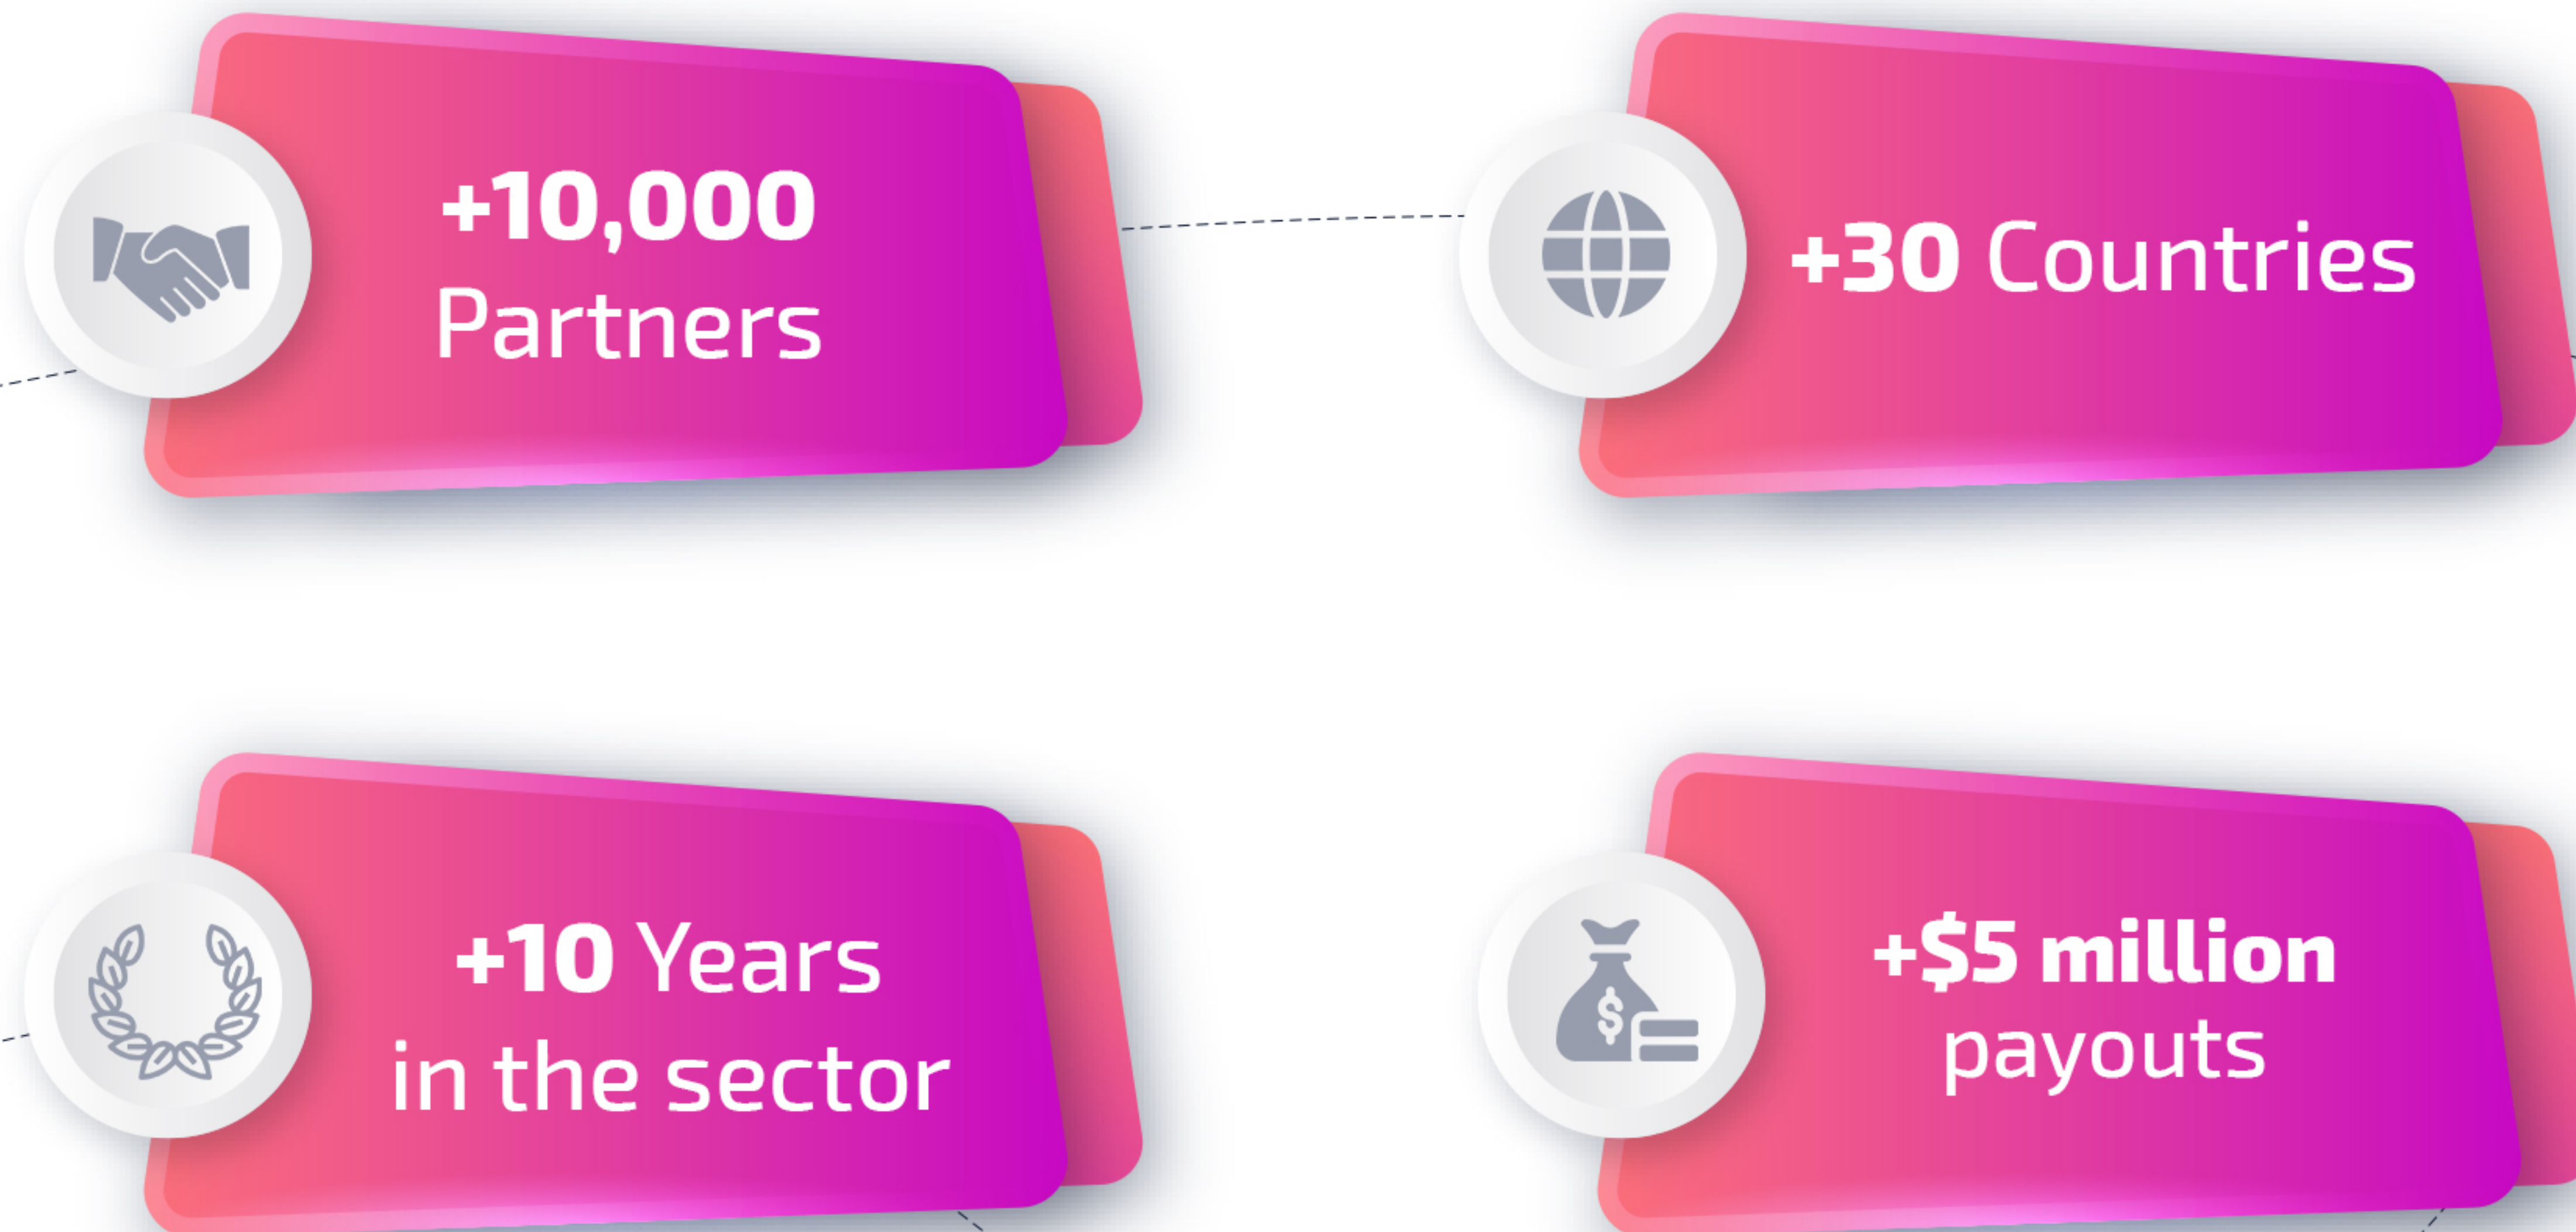 +10,000
Partners
+30 Countries
+10 Years
in the sector
+$5 million
payouts